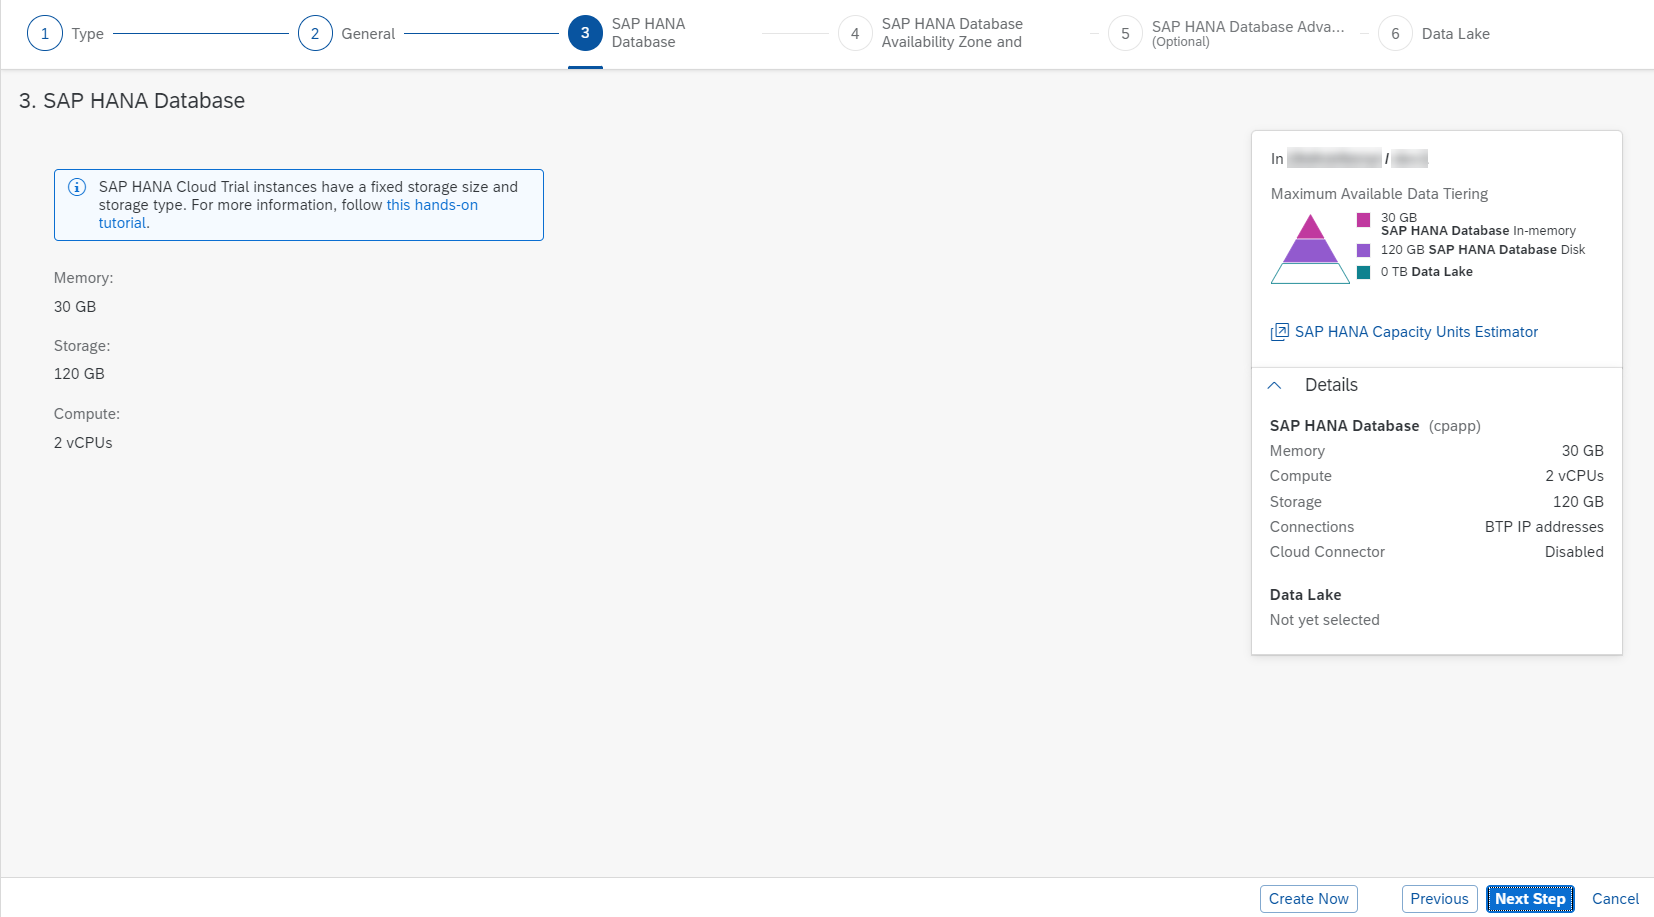 1 Type
2 General
3 SAP HANA
Database
4 SAP HANA Database
Availability Zone and
5 SAP HANA Database Adva...
(Optional)
6 Data Lake
3. SAP HANA Database
SAP HANA Cloud Trial instances have a fixed storage size and
storage type. For more information, follow this hands-on
tutorial.
Memory:
30 GB
Storage:
120 GB
Compute:
2 vCPUs
In /
Maximum Available Data Tiering
30 GB
SAP HANA Database In-memory
120 GB SAP HANA Database Disk
0 TB Data Lake
SAP HANA Capacity Units Estimator
Details
SAP HANA Database (cpapp)
Memory 30 GB
Compute 2 vCPUs
Storage 120 GB
Connections BTP IP addresses
Cloud Connector Disabled
Data Lake
Not yet selected
Create Now Previous Next Step Cancel